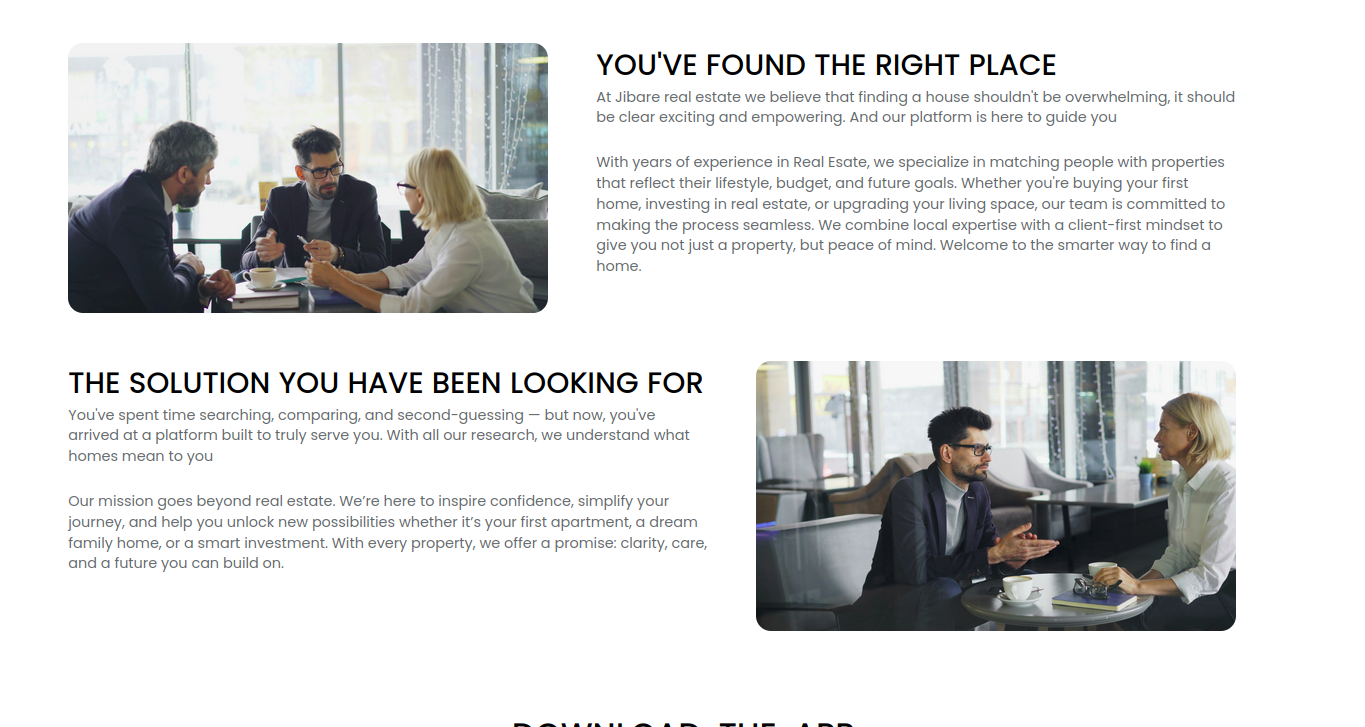 YOU'VE FOUND THE RIGHT PLACE
At Jibare real estate we believe that finding a house shouldn't be overwhelming, it should
be clear exciting and empowering. And our platform is here to guide you
With years of experience in Real Esate, we specialize in matching people with properties
that reflect their lifestyle, budget, and future goals. Whether you're buying your first
home, investing in real estate, or upgrading your living space, our team is committed to
making the process seamless. We combine local expertise with a client-first mindset to
give you not just a property, but peace of mind. Welcome to the smarter way to find a
home.
THE SOLUTION YOU HAVE BEEN LOOKING FOR
You've spent time searching, comparing, and second-guessing — but now, you've
arrived at a platform built to truly serve you. With all our research, we understand what
homes mean to you
Our mission goes beyond real estate. We’re here to inspire confidence, simplify your
journey, and help you unlock new possibilities whether it’s your first apartment, a dream
family home, or a smart investment. With every property, we offer a promise: clarity, care,
and a future you can build on.
DOWNLOAD THE APP